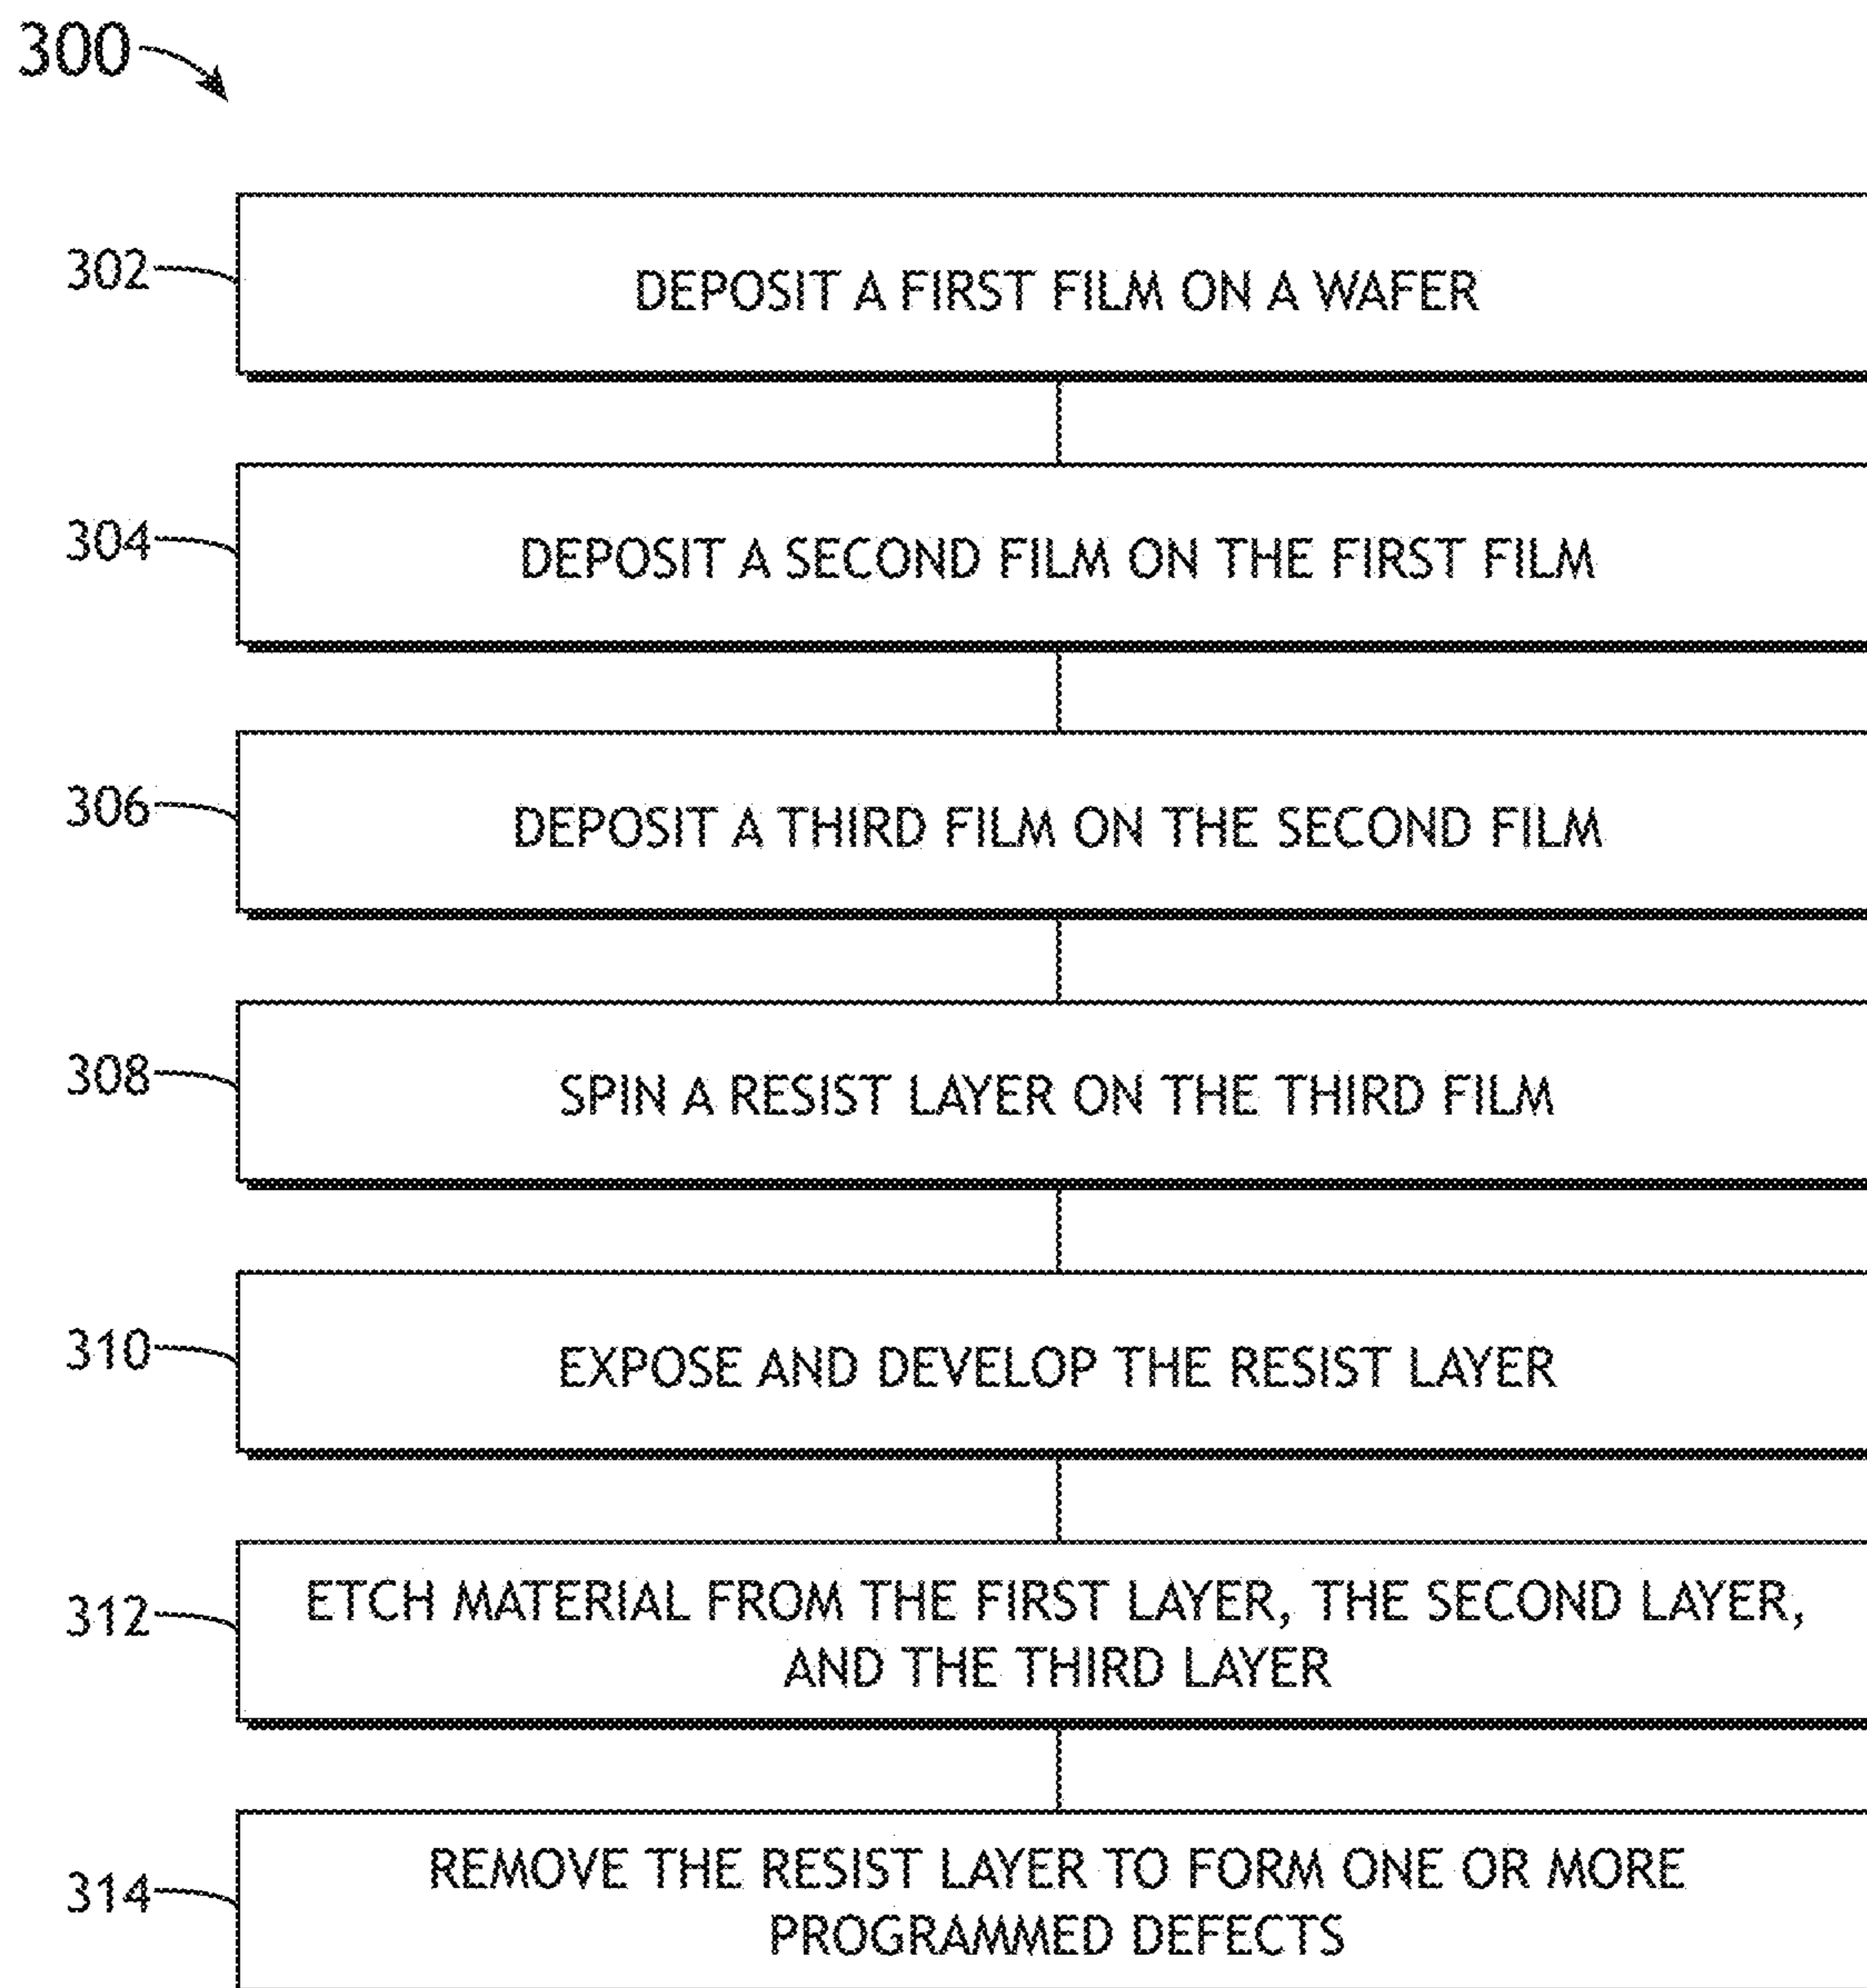 300
302
DEPOSIT A FIRST FILM ON A WAFER
304
DEPOSIT A SECOND FILM ON THE FIRST FILM
306
DEPOSIT A THIRD FILM ON THE SECOND FILM
308
SPIN A RESIST LAYER ON THE THIRD FILM
310
EXPOSE AND DEVELOP THE RESIST LAYER
312
ETCH MATERIAL FROM THE FIRST LAYER, THE SECOND LAYER,
AND THE THIRD LAYER
314
REMOVE THE RESIST LAYER TO FORM ONE OR MORE
PROGRAMMED DEFECTS